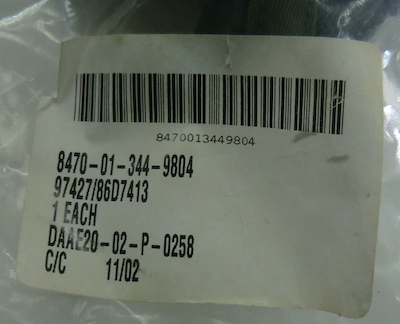 8470013449804
8470-01-344-9804
97427/86D7413
1 EACH
DAAE20-02-P-0258
C/C 11/02